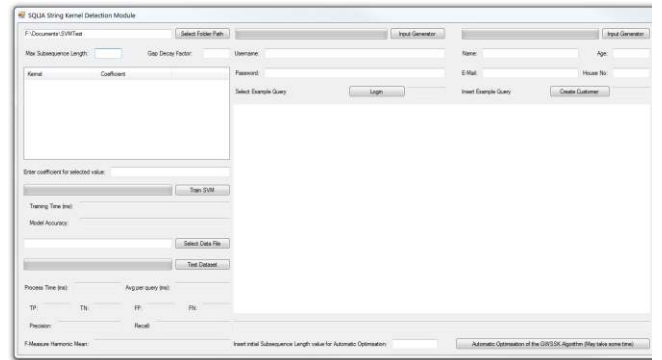 SQLIA String Kernel Detection Module
F:\Documents\SVMTest
Select Folder Path
Input Generator
Input Generator
Max Subsequence Length:
Gap Decay Factor:
Username:
Name:
Age:
Kernel
Coefficient
Password:
E-Mail:
House No:
Select Example Query
Login
Insert Example Query
Create Customer
Enter coefficient for selected value:
Train SVM
Training Time (ms):
Model Accuracy:
Select Data File
Test Dataset
Process Time (ms):
Avg per query (ms):
TP:
TN:
FP:
FN:
Precision:
Recall:
F-Measure Harmonic Mean:
Insert initial Subsequence Length value for Automatic Optimisation:
Automatic Optimisation of the GWSSK Algorithm (May take some time)